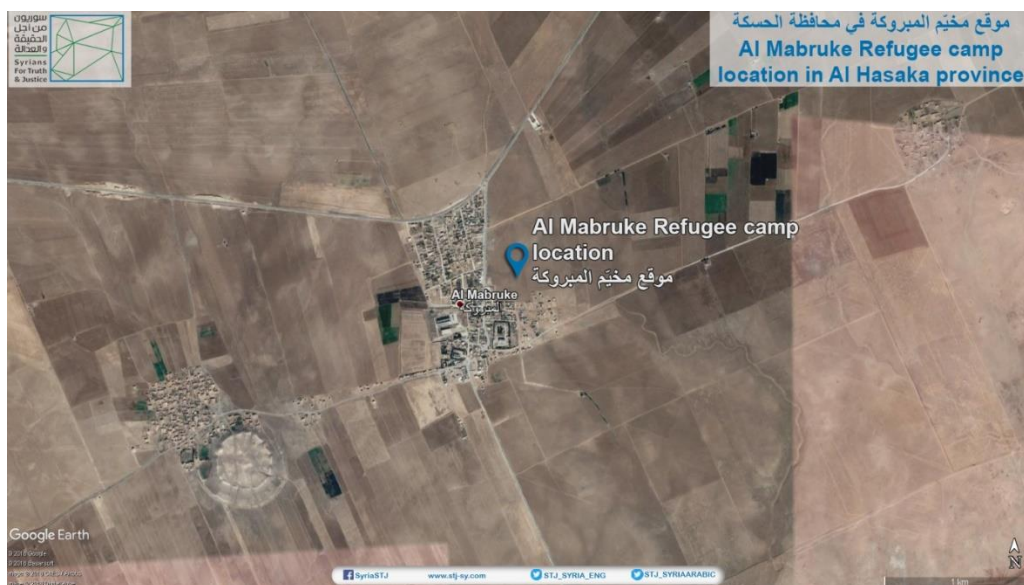 سوريون
من أجل
الحقيقة
والعدالة
Syrians
For Truth
& Justice
موقع مخيّم المبروكة في محافظة الحسكة
Al Mabruke Refugee camp
location in Al Hasaka province
Al Mabruke Refugee camp
location
موقع مخيّم المبروكة
Al Mabruke
المبروكة
Google Earth
© 2018 Google
SyriaSTJ www.stj-sy.com STJ_SYRIA_ENG STJ_SYRIAARABIC
1 km
N